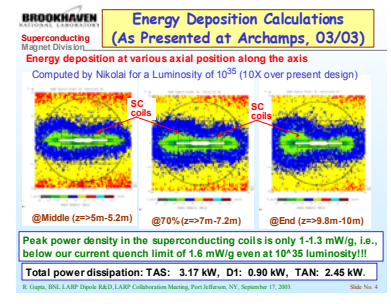 BROOKHAVEN
NATIONAL LABORATORY
Superconducting
Magnet Division
Energy Deposition Calculations
(As Presented at Archamps, 03/03)
Energy deposition at various axial position along the axis
Computed by Nikolai for a Luminosity of 10^35 (10X over present design)
SC
coils
SC
coils
@Middle (z=>5m-5.2m)
@70%(z=>7m-7.2m)
@End (z=>9.8m-10m)
Peak power density in the superconducting coils is only 1-1.3 mW/g, i.e.,
below our current quench limit of 1.6 mW/g even at 10^35 luminosity!!!
Total power dissipation: TAS: 3.17 kW, D1: 0.90 kW, TAN: 2.45 kW.
R. Gupta, BNL LARP Dipole R&D, LARP Collaboration Meeting, Port Jefferson, NY, September 17, 2003.
Slide No. 4